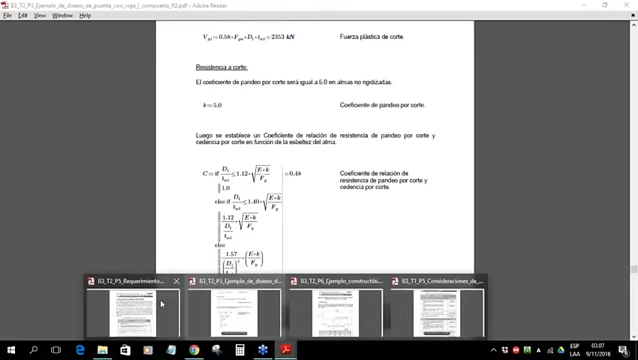 B3_T2_P3_Ejemplo_de_diseno_de_puente_con_viga_I_compuesta_R2.pdf - Adobe Reader
File Edit View Window Help
V_pl := 0.58 • F_yw • D_1 • t_w1 = 2353 kN Fuerza plástica de corte.
Resistencia a corte.
El coeficiente de pandeo por corte será igual a 5.0 en almas no rigidizadas.
k := 5.0 Coeficiente de pandeo por corte.
Luego se establece un Coeficiente de relación de resistencia de pandeo por corte y
cedencia por corte en función de la esbeltez del alma.
C := if D_1/t_w1 ≤ 1.12 • √(E • k/F_y) = 0.48 Coeficiente de relación de
resistencia de pandeo por corte y
cedencia por corte.
1.0
else if D_1/t_w1 ≤ 1.40 • √(E • k/F_y)
1.12/(D_1/t_w1) • √(E • k/F_y)
else
1.57/(D_1/t_w1)² • (E • k/F_y)
B3_T2_P5_Requerimiento... B3_T2_P3_Ejemplo_de_diseno_d... B3_T2_P6_Ejemplo_constructibi... B3_T1_P5_Consideraciones_de_...
ESP 03:07
LAA 9/11/2018